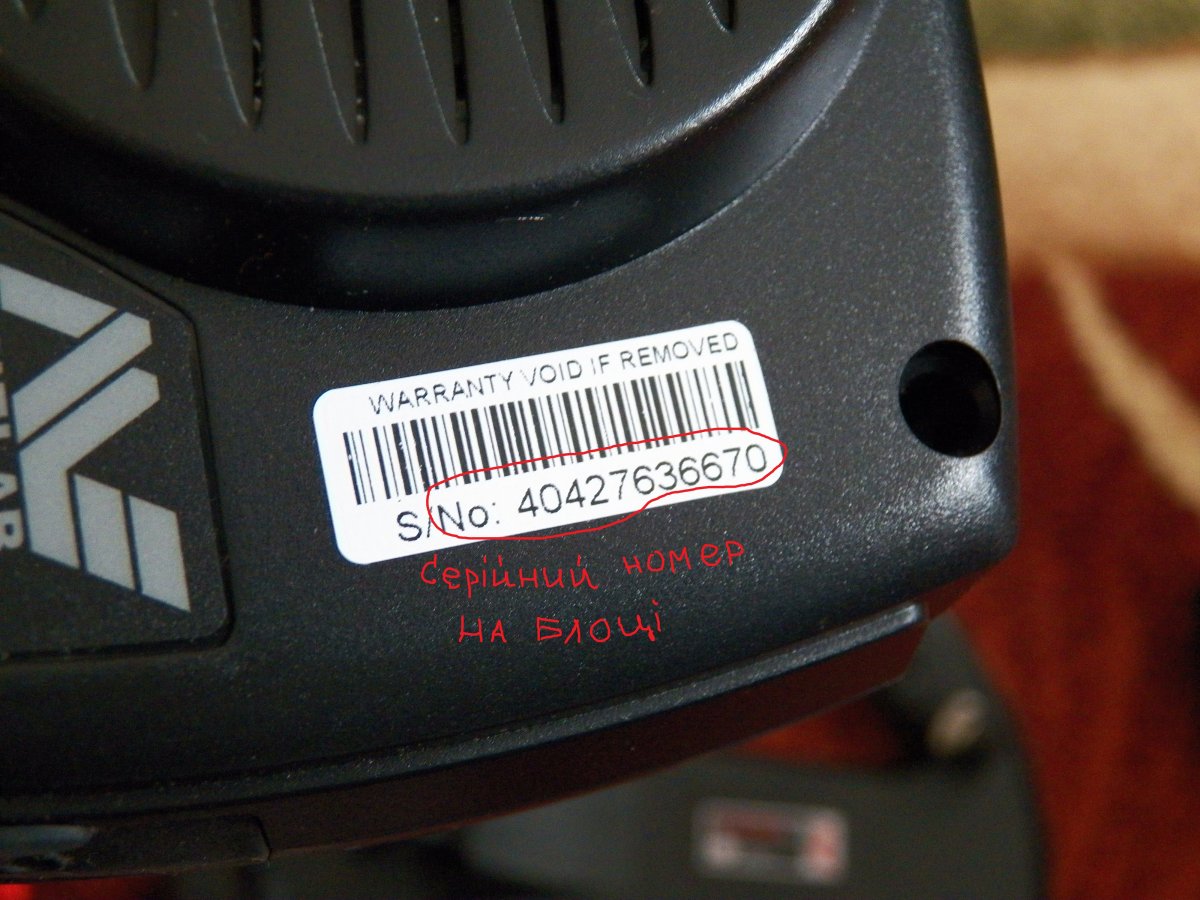 WARRANTY VOID IF REMOVED
S/No: 40427636670
серійний номер
на блоці